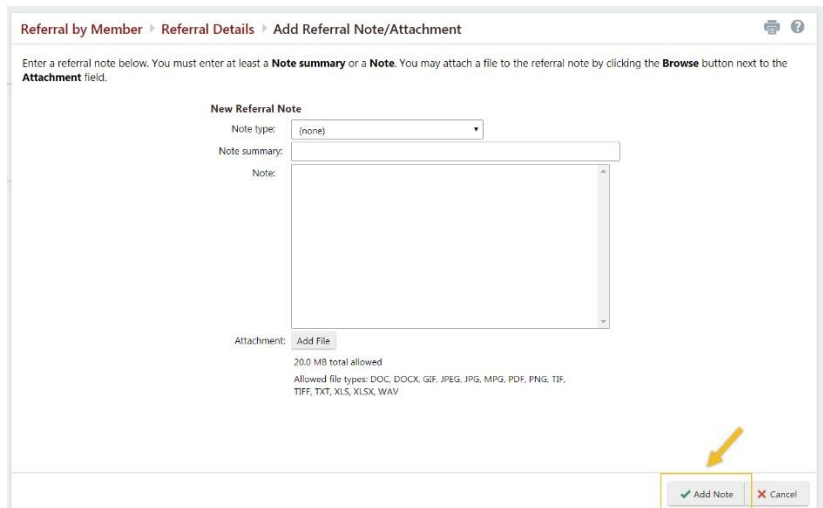 Referral by Member Referral Details Add Referral Note/Attachment
Enter a referral note below. You must enter at least a Note summary or a Note. You may attach a file to the referral note by clicking the Browse button next to the
Attachment field.
New Referral Note
Note type: (none)
Note summary:
Note:
Attachment: Add File
20.0 MB total allowed
Allowed file types: DOC, DOCX, GIF, JPEG, JPG, MPG, PDF, PNG, TIF,
TIFF, TXT, XLS, XLSX, WAV
Add Note Cancel